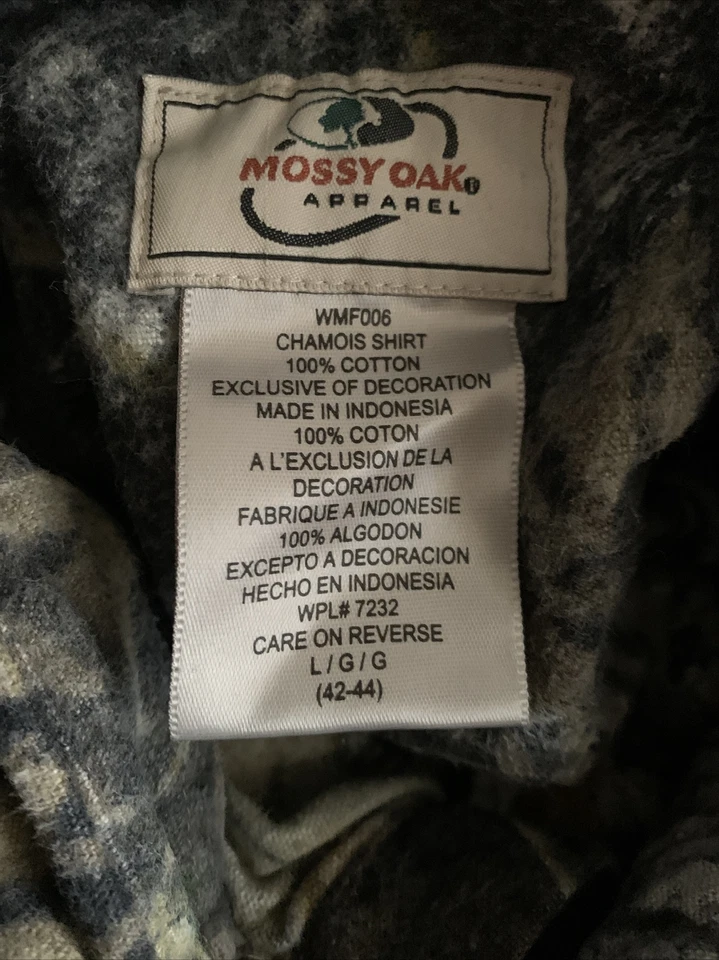 MOSSY OAK
APPAREL
WMF006
CHAMOIS SHIRT
100% COTTON
EXCLUSIVE OF DECORATION
MADE IN INDONESIA
100% COTON
A L'EXCLUSION DE LA
DECORATION
FABRIQUE A INDONESIE
100% ALGODON
EXCEPTO A DECORACION
HECHO EN INDONESIA
WPL# 7232
CARE ON REVERSE
L / G / G
(42-44)